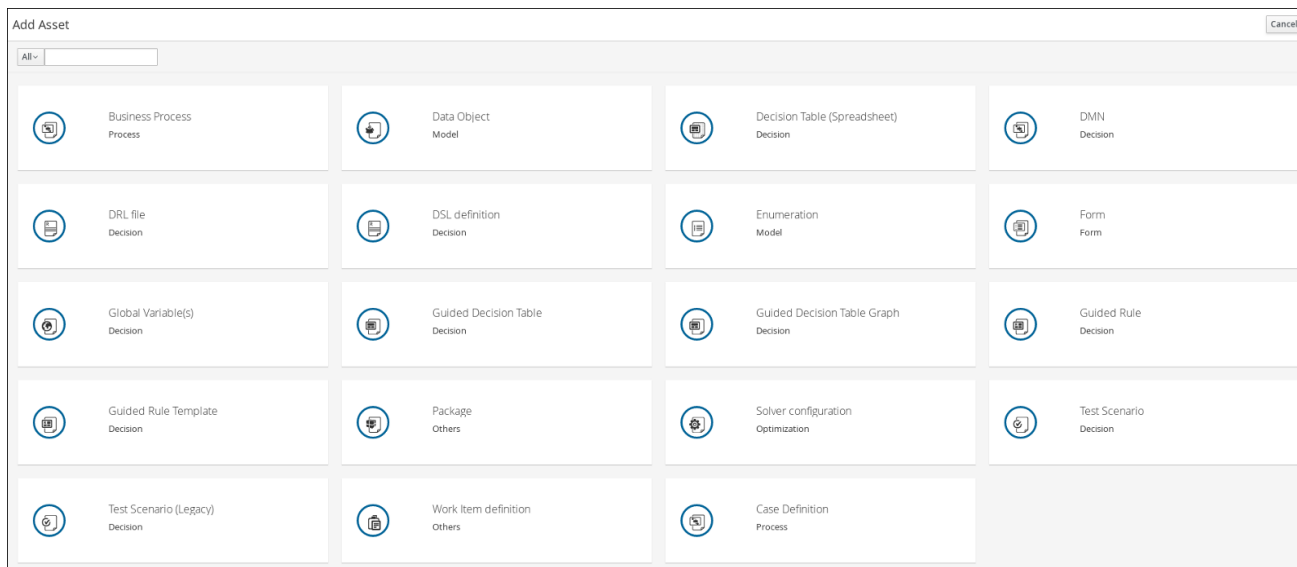 Add Asset
Cancel
All
Business Process
Process
Data Object
Model
Decision Table (Spreadsheet)
Decision
DMN
Decision
DRL file
Decision
DSL definition
Decision
Enumeration
Model
Form
Form
Global Variable(s)
Decision
Guided Decision Table
Decision
Guided Decision Table Graph
Decision
Guided Rule
Decision
Guided Rule Template
Decision
Package
Others
Solver configuration
Optimization
Test Scenario
Decision
Test Scenario (Legacy)
Decision
Work Item definition
Others
Case Definition
Process